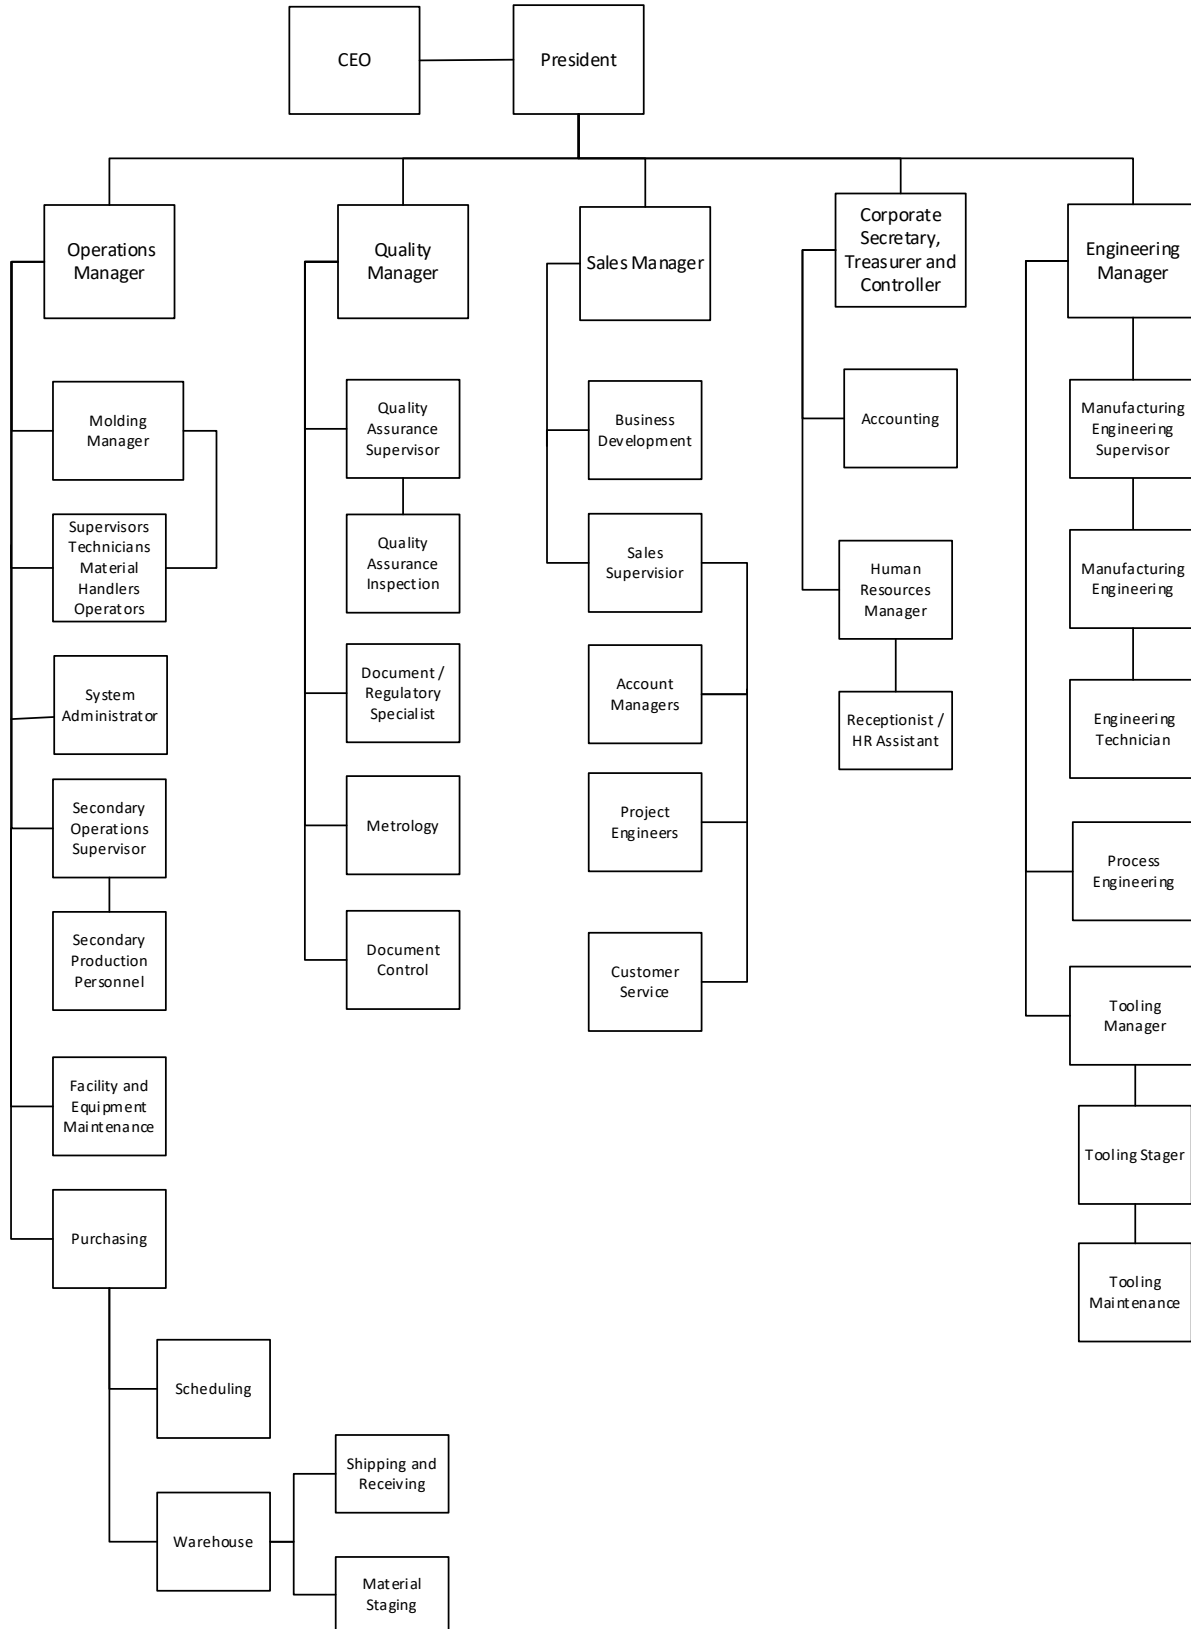 CEO
President
Operations
Manager
Quality
Manager
Sales Manager
Corporate
Secretary,
Treasurer and
Controller
Engineering
Manager
Molding
Manager
Quality
Assurance
Supervisor
Business
Development
Accounting
Manufacturing
Engineering
Supervisor
Supervisors
Technicians
Material
Handlers
Operators
Quality
Assurance
Inspection
Sales
Supervisior
Human
Resources
Manager
Manufacturing
Engineering
System
Administrator
Document /
Regulatory
Specialist
Account
Managers
Receptionist /
HR Assistant
Engineering
Technician
Secondary
Operations
Supervisor
Metrology
Project
Engineers
Process
Engineering
Secondary
Production
Personnel
Document
Control
Customer
Service
Tooling
Manager
Facility and
Equipment
Maintenance
Tooling Stager
Purchasing
Tooling
Maintenance
Scheduling
Shipping and
Receiving
Warehouse
Material
Staging